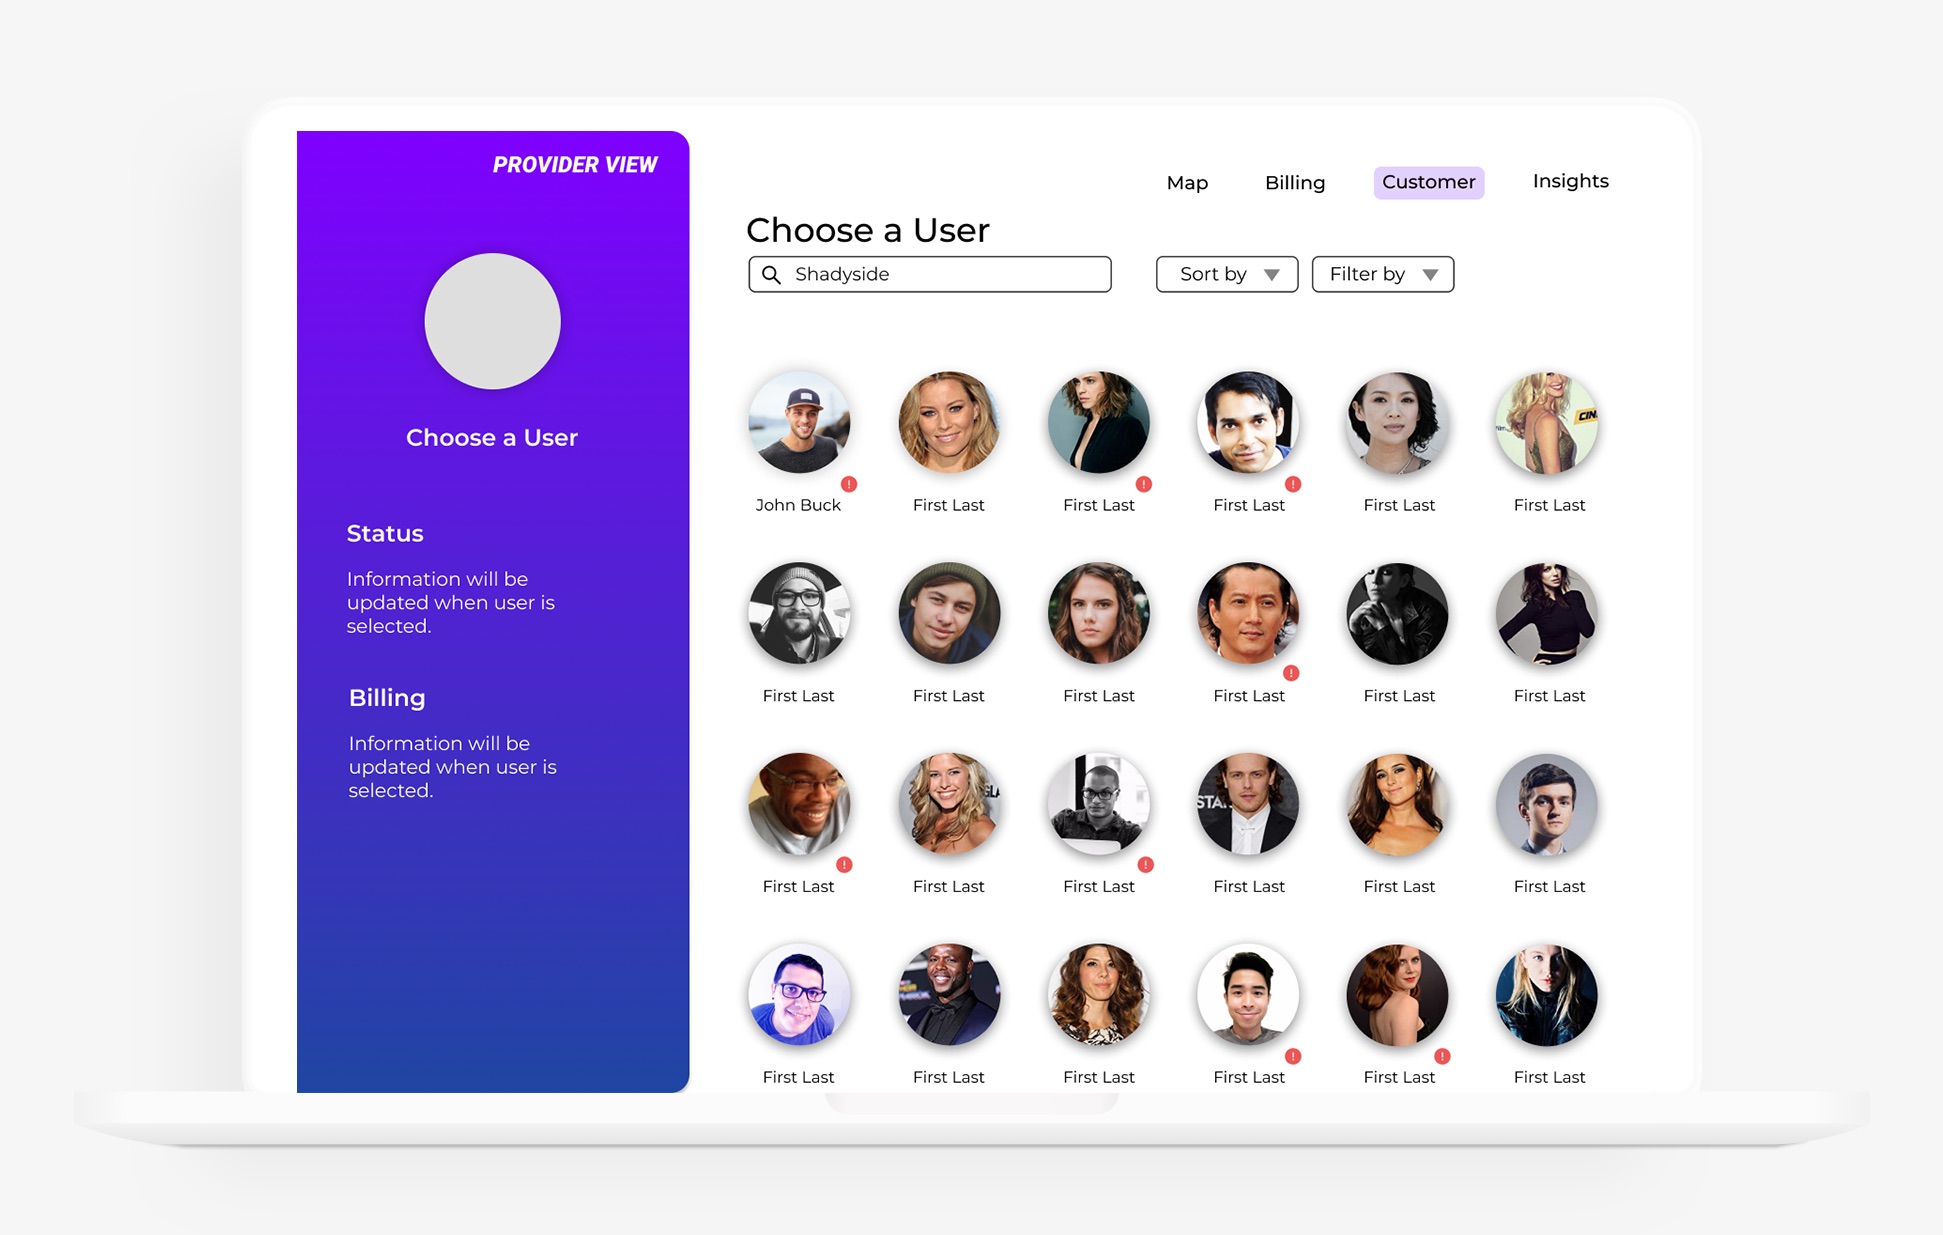 PROVIDER VIEW
Choose a User
Status
Information will be
updated when user is
selected.
Billing
Information will be
updated when user is
selected.
Map Billing Customer Insights
Choose a User
Shadyside Sort by Filter by
John Buck First Last First Last First Last First Last First Last
First Last First Last First Last First Last First Last First Last
First Last First Last First Last First Last First Last First Last
First Last First Last First Last First Last First Last First Last